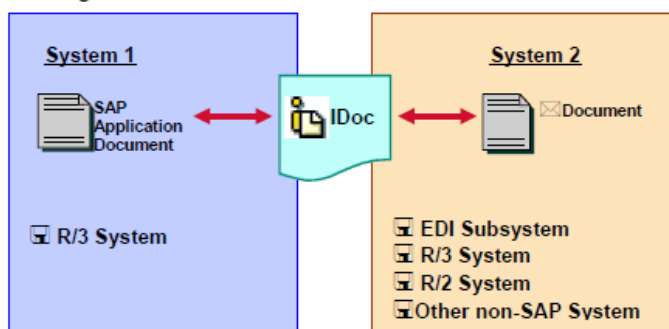 System 1
SAP
Application
Document
R/3 System
IDoc
System 2
Document
EDI Subsystem
R/3 System
R/2 System
Other non-SAP System